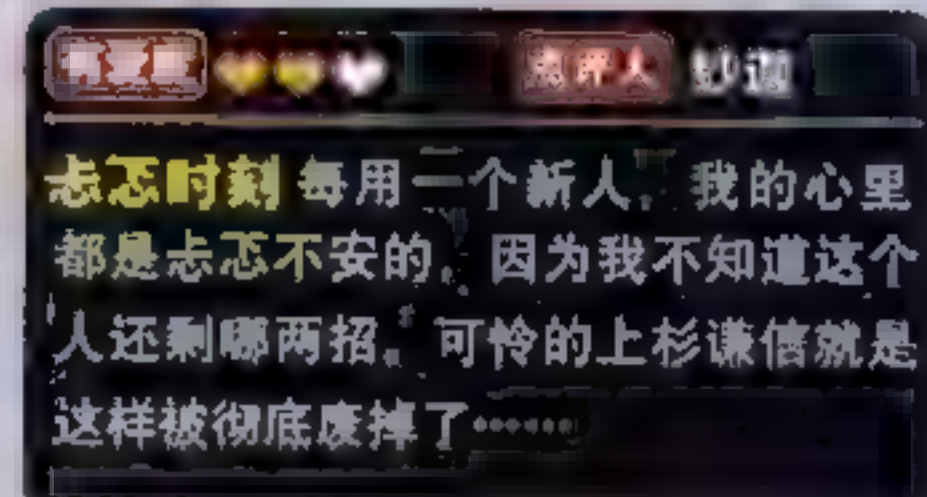 忐忑时刻 每用一个新人，我的心里
都是忐忑不安的。因为我不知道这个
人还剩哪两招。可怜的上杉谦信就是
这样被彻底废掉了……